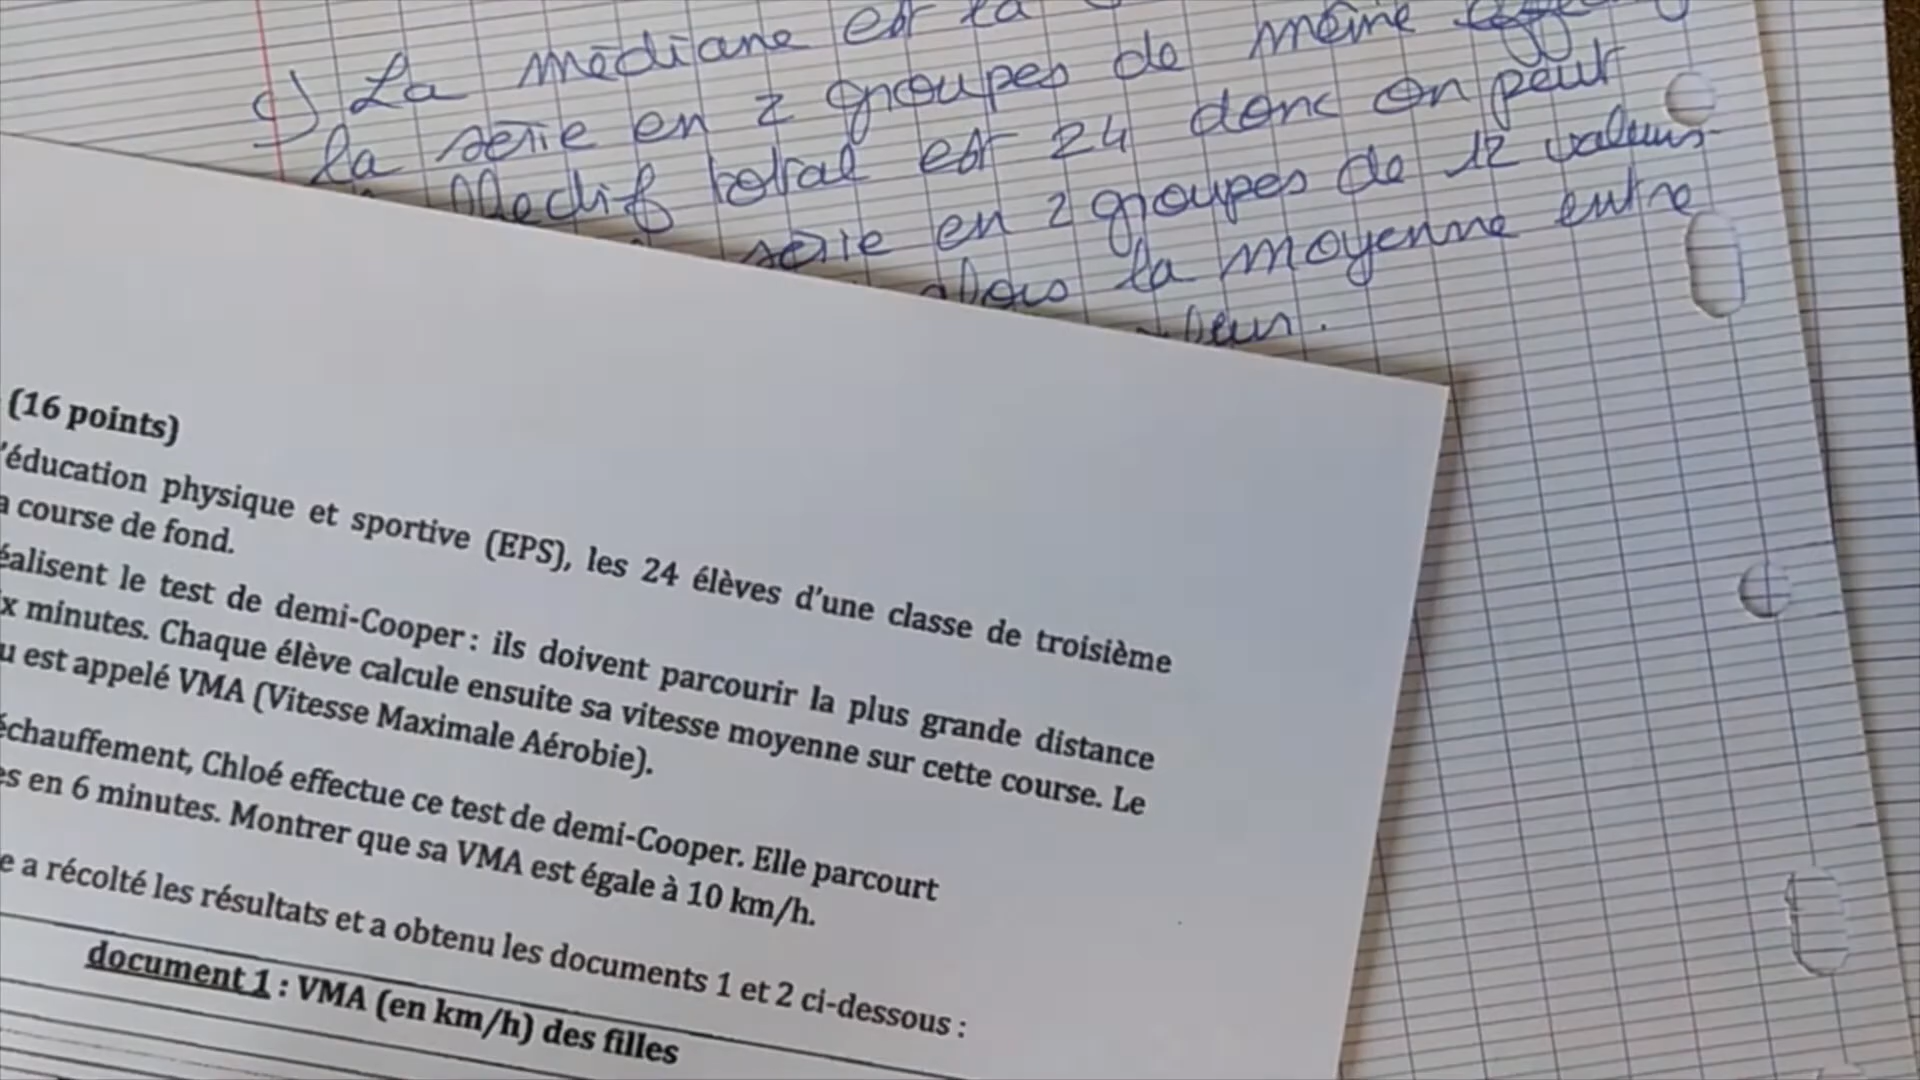 c) La médiane est la
la série en 2 groupes de même
total est 24 donc on peut
série en 2 groupes de 12 valeurs.
alors la moyenne entre
(16 points)
'éducation physique et sportive (EPS), les 24 élèves d'une classe de troisième
a course de fond.
éalisent le test de demi-Cooper : ils doivent parcourir la plus grande distance
x minutes. Chaque élève calcule ensuite sa vitesse moyenne sur cette course. Le
u est appelé VMA (Vitesse Maximale Aérobie).
échauffement, Chloé effectue ce test de demi-Cooper. Elle parcourt
es en 6 minutes. Montrer que sa VMA est égale à 10 km/h.
e a récolté les résultats et a obtenu les documents 1 et 2 ci-dessous :
document 1 : VMA (en km/h) des filles